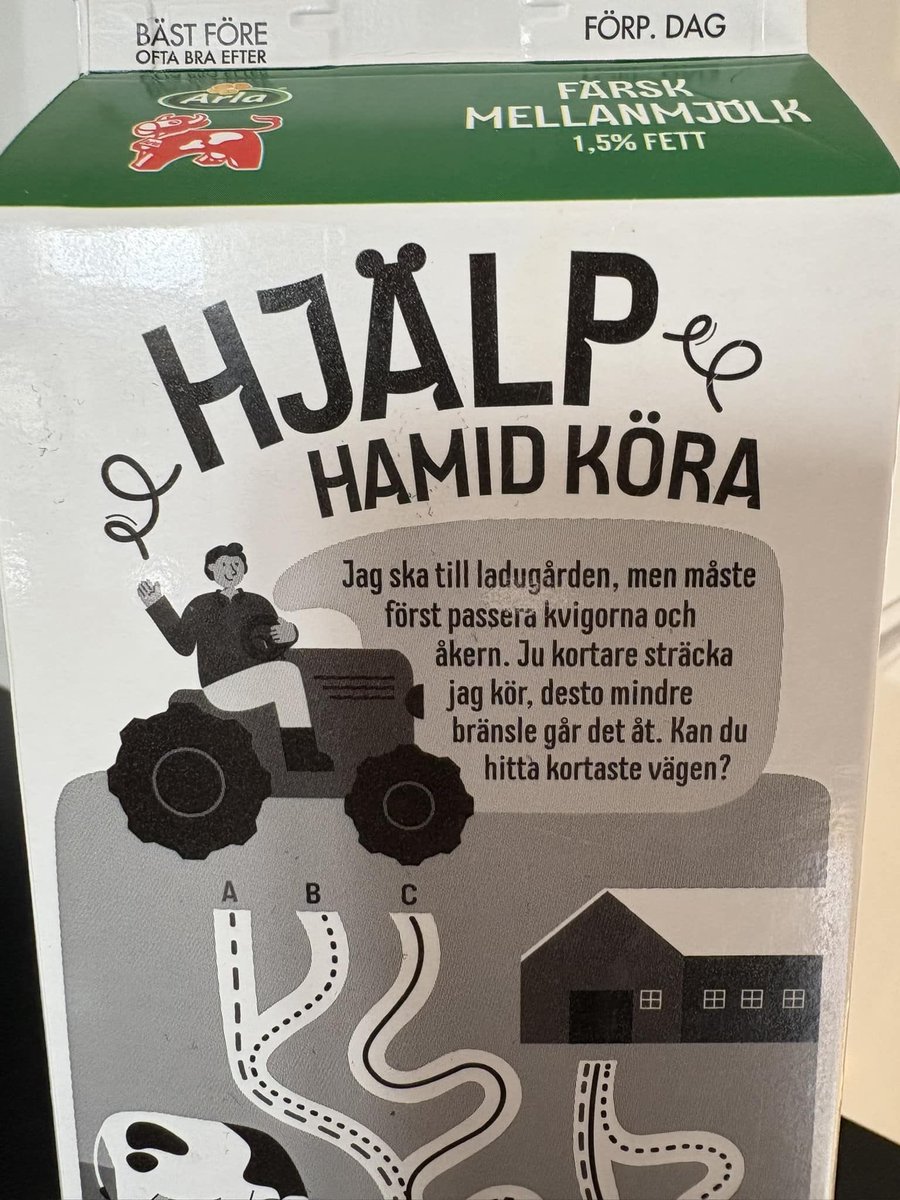 BÄST FÖRE
OFTA BRA EFTER
FÖRP. DAG
Arla
FÄRSK
MELLANMJÖLK
1,5% FETT
HJÄLP
HAMID KÖRA
Jag ska till ladugården, men måste
först passera kvigorna och
åkern. Ju kortare sträcka
jag kör, desto mindre
bränsle går det åt. Kan du
hitta kortaste vägen?
A B C